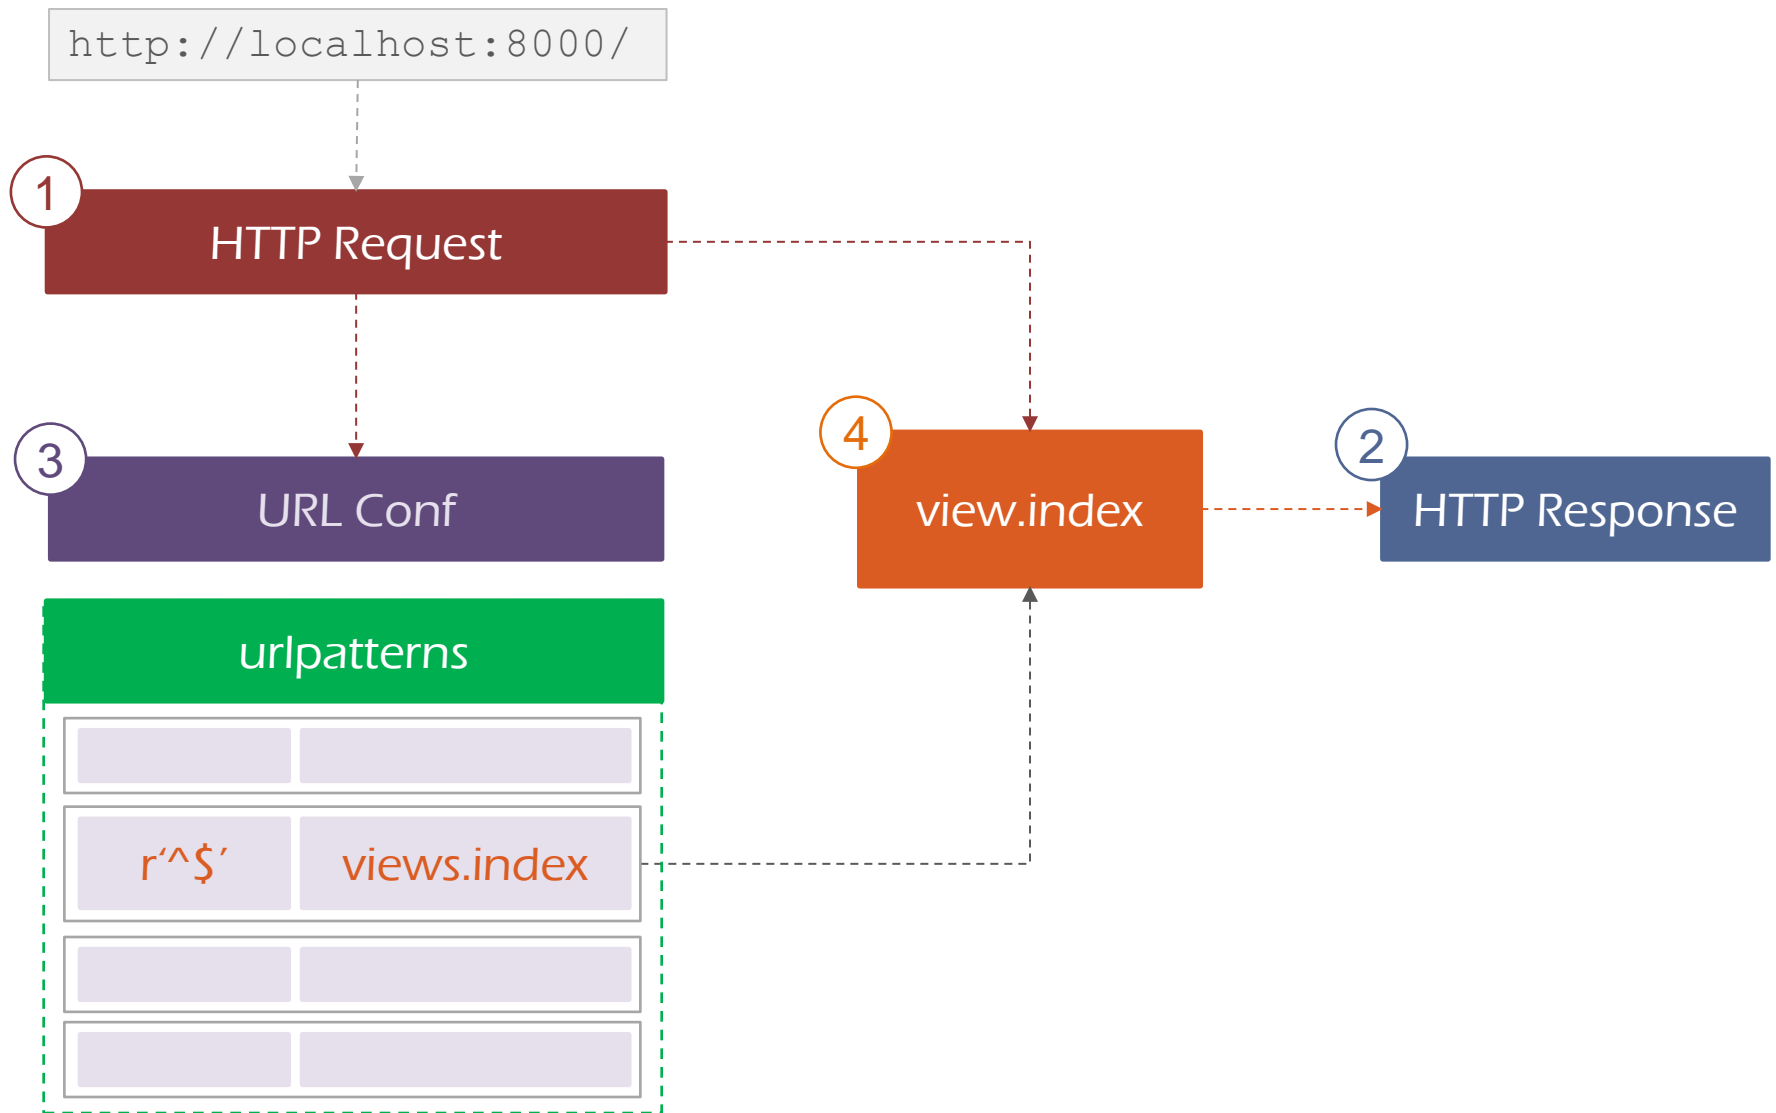 http://localhost:8000/
1
HTTP Request
3
URL Conf
4
view.index
2
HTTP Response
urlpatterns
r‘^$’
views.index